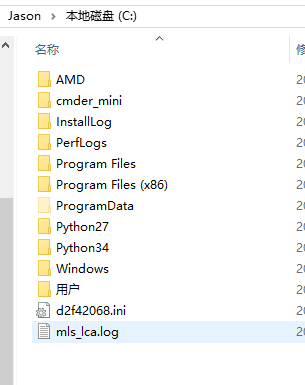 Jason > 本地磁盘 (C:)
名称
修
AMD
2
cmder_mini
2
InstallLog
2
PerfLogs
2
Program Files
2
Program Files (x86)
2
ProgramData
2
Python27
2
Python34
2
Windows
2
用户
2
d2f42068.ini
2
mls_lca.log
2